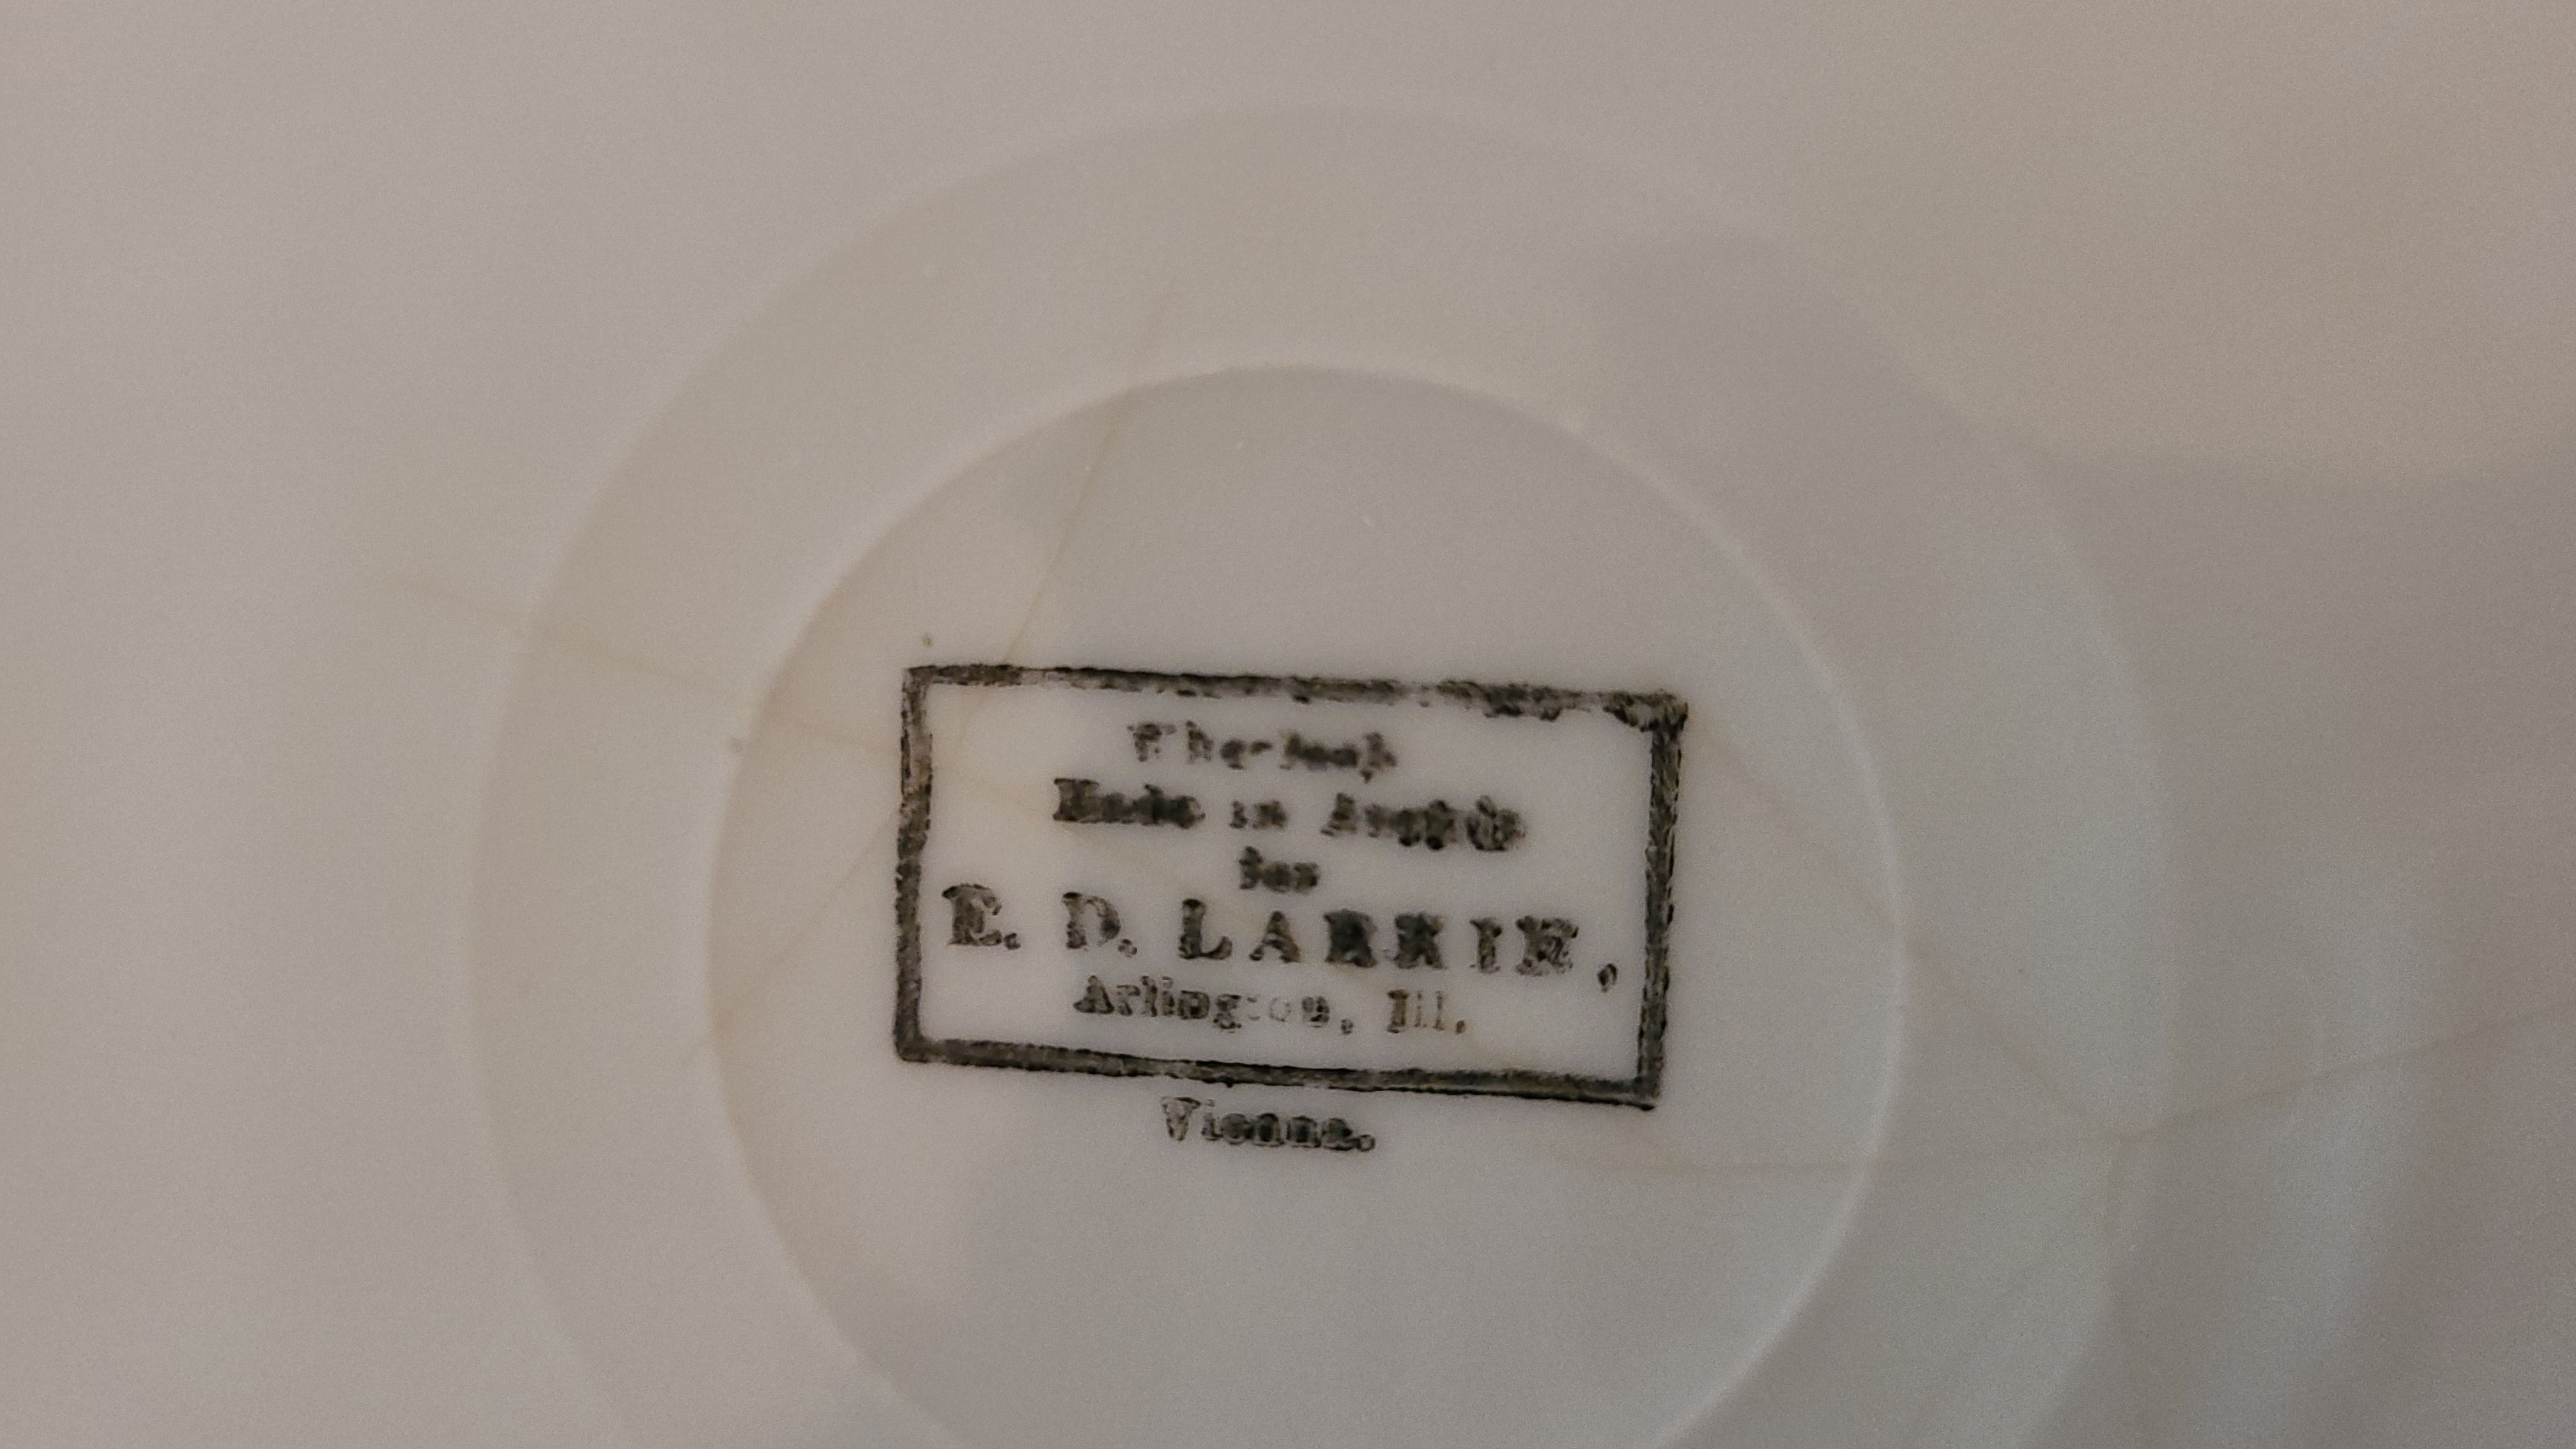 Made in Austria
for
E. D. LARKIN,
Arlington, Ill.
Vienna.